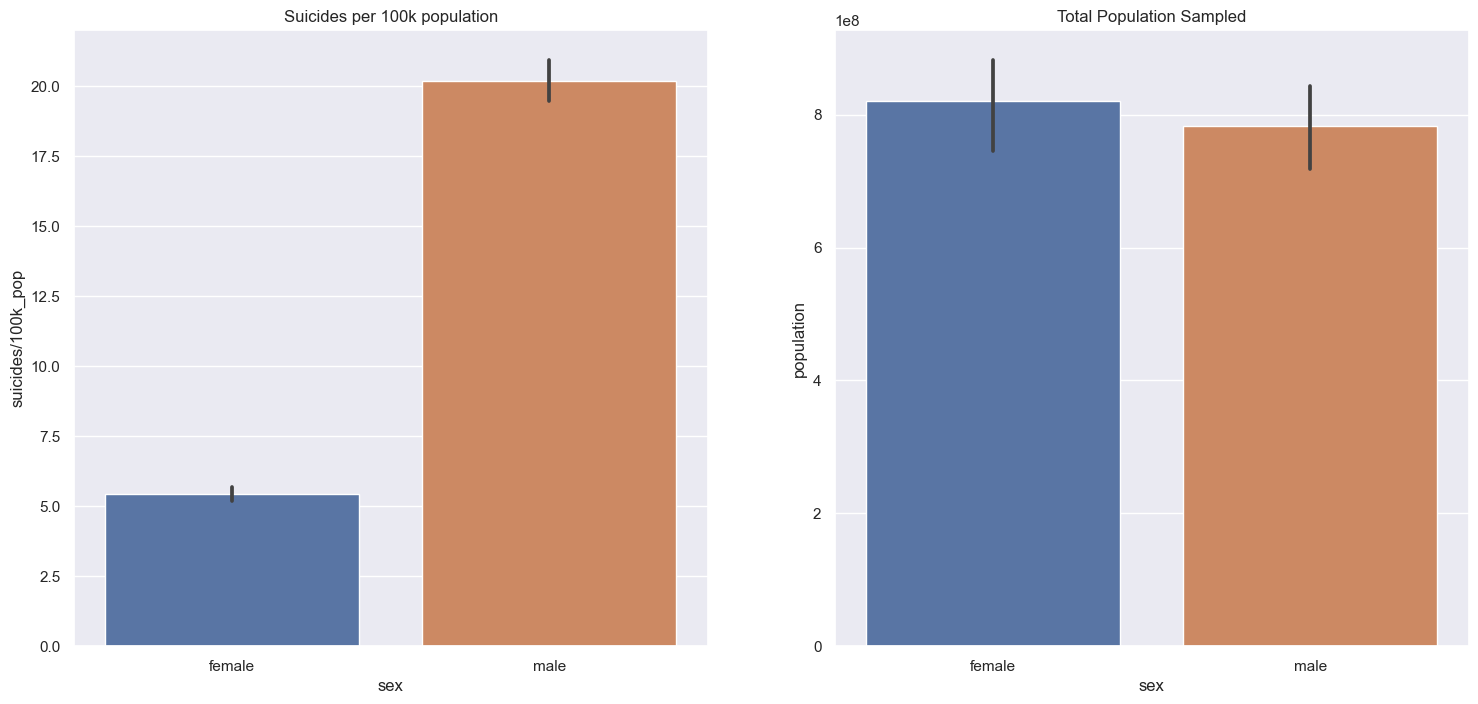 Suicides per 100k population
20.0
17.5
15.0
12.5
10.0
7.5
5.0
2.5
0.0
suicides/100k_pop
female
male
sex
Total Population Sampled
1e8
8
6
4
2
0
population
female
male
sex